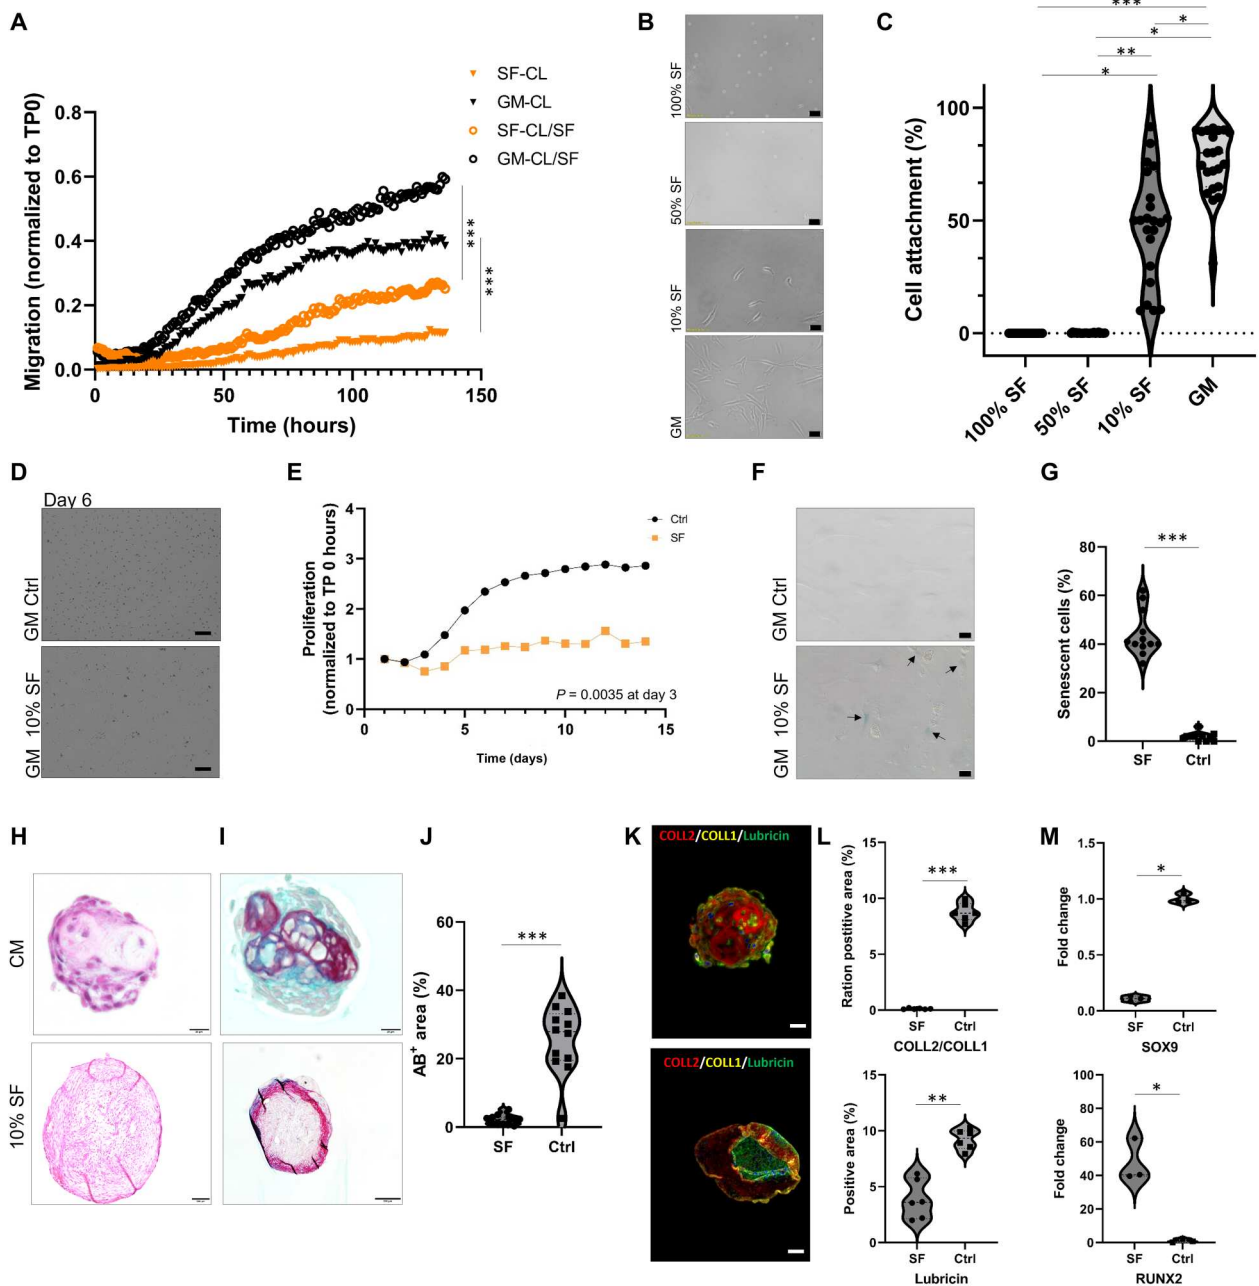 A
SF-CL
GM-CL
SF-CL/SF
GM-CL/SF
Migration (normalized to TP0)
0.8
0.6
0.4
0.2
0.0
***
***
0
50
100
150
Time (hours)
B
100% SF
50% SF
10% SF
GM
C
***
*
*
**
*
Cell attachment (%)
100
50
0
100% SF
50% SF
10% SF
GM
D
Day 6
GM Ctrl
GM 10% SF
E
Proliferation
(normalized to TP 0 hours)
4
3
2
1
0
Ctrl
SF
P = 0.0035 at day 3
0
5
10
15
Time (days)
F
GM Ctrl
GM 10% SF
G
***
Senescent cells (%)
80
60
40
20
0
SF
Ctrl
H
CM
10% SF
I
J
***
AB+ area (%)
60
40
20
0
SF
Ctrl
K
COLL2/COLL1/Lubricin
COLL2/COLL1/Lubricin
L
***
Ration postitive area (%)
15
10
5
0
SF
Ctrl
COLL2/COLL1
**
Positive area (%)
15
10
5
0
SF
Ctrl
Lubricin
M
*
Fold change
1.5
1.0
0.5
0.0
SF
Ctrl
SOX9
*
Fold change
100
80
60
40
20
0
SF
Ctrl
RUNX2